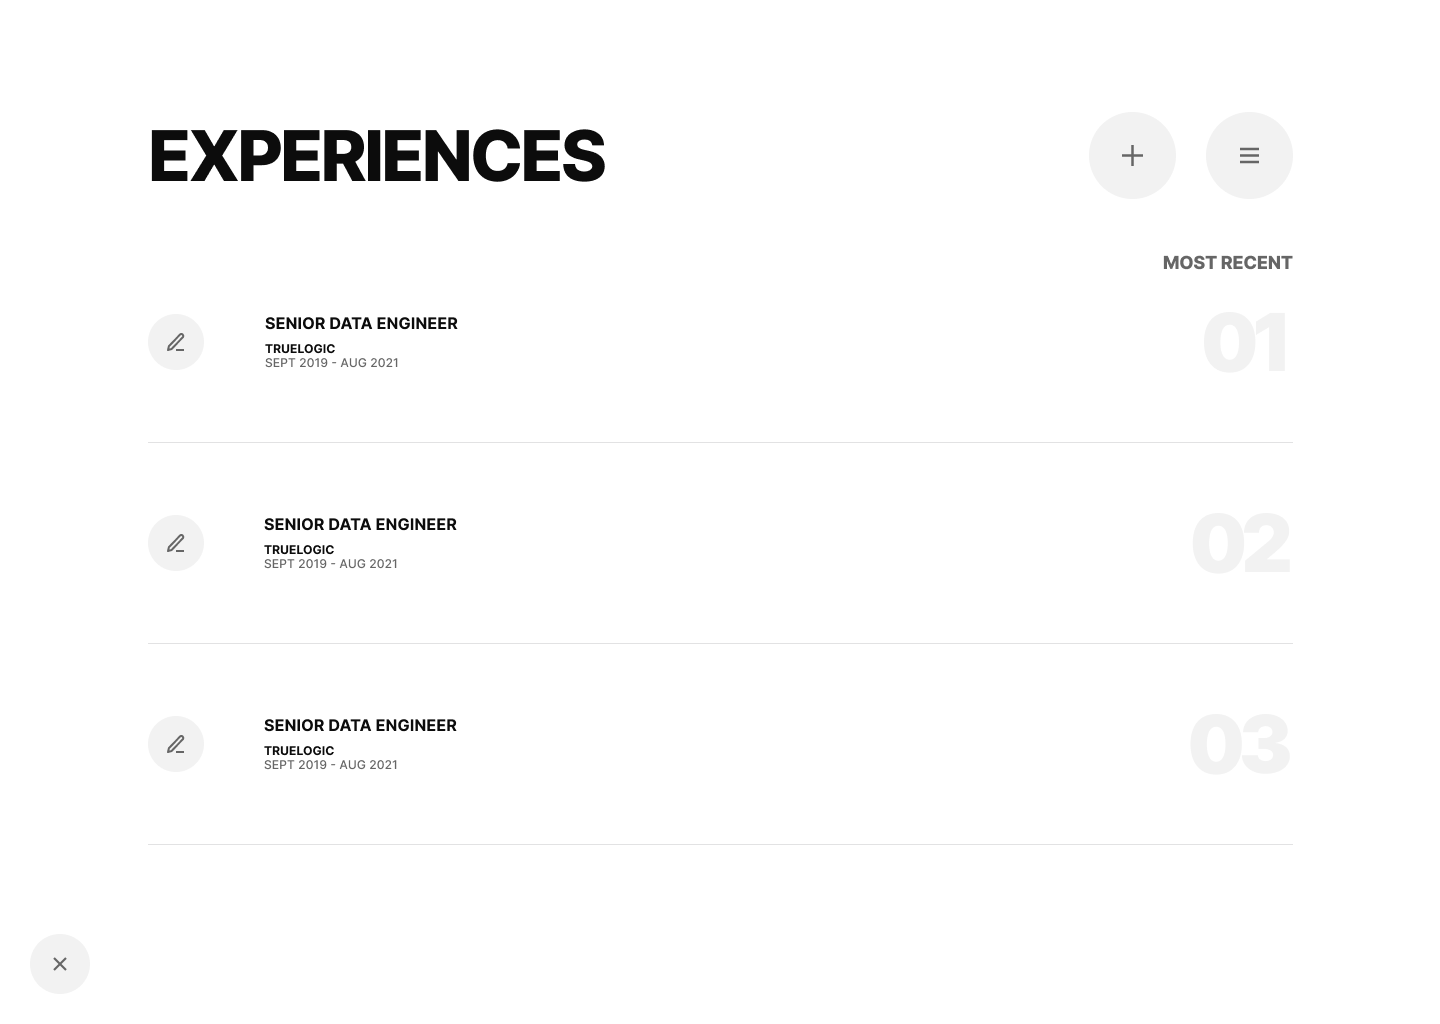 EXPERIENCES
MOST RECENT
SENIOR DATA ENGINEER
TRUELOGIC
SEPT 2019 - AUG 2021
01
SENIOR DATA ENGINEER
TRUELOGIC
SEPT 2019 - AUG 2021
02
SENIOR DATA ENGINEER
TRUELOGIC
SEPT 2019 - AUG 2021
03